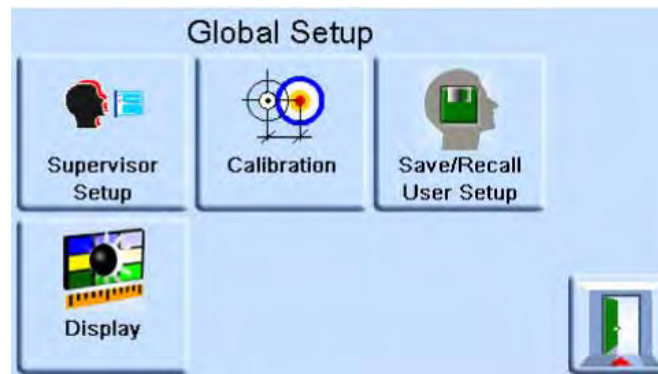 Global Setup
Supervisor
Setup
Calibration
Save/Recall
User Setup
Display